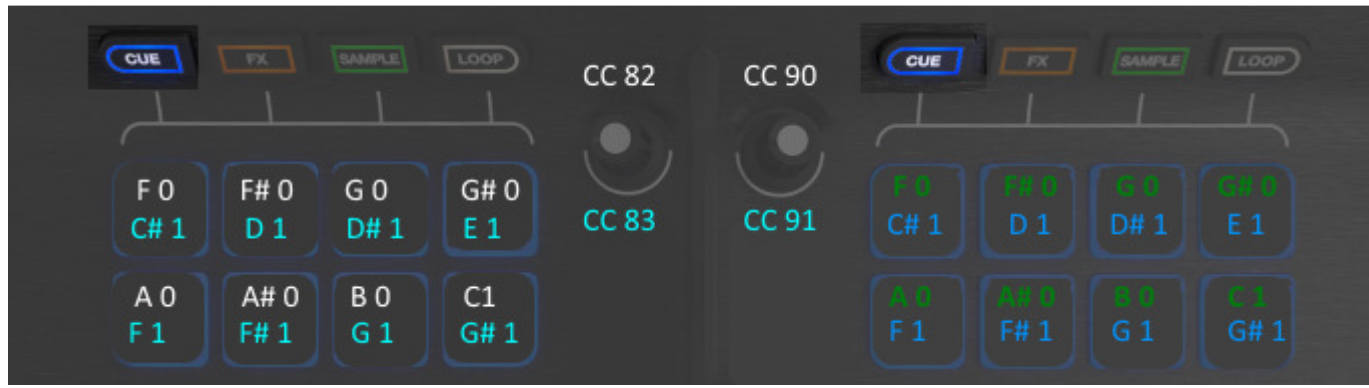 CUE FX SAMPLE LOOP
CC 82 CC 90
CUE FX SAMPLE LOOP
F 0 F# 0 G 0 G# 0
C# 1 D 1 D# 1 E 1
A 0 A# 0 B 0 C1
F 1 F# 1 G 1 G# 1
CC 83 CC 91
F 0 F# 0 G 0 G# 0
C# 1 D 1 D# 1 E 1
A 0 A# 0 B 0 C 1
F 1 F# 1 G 1 G# 1